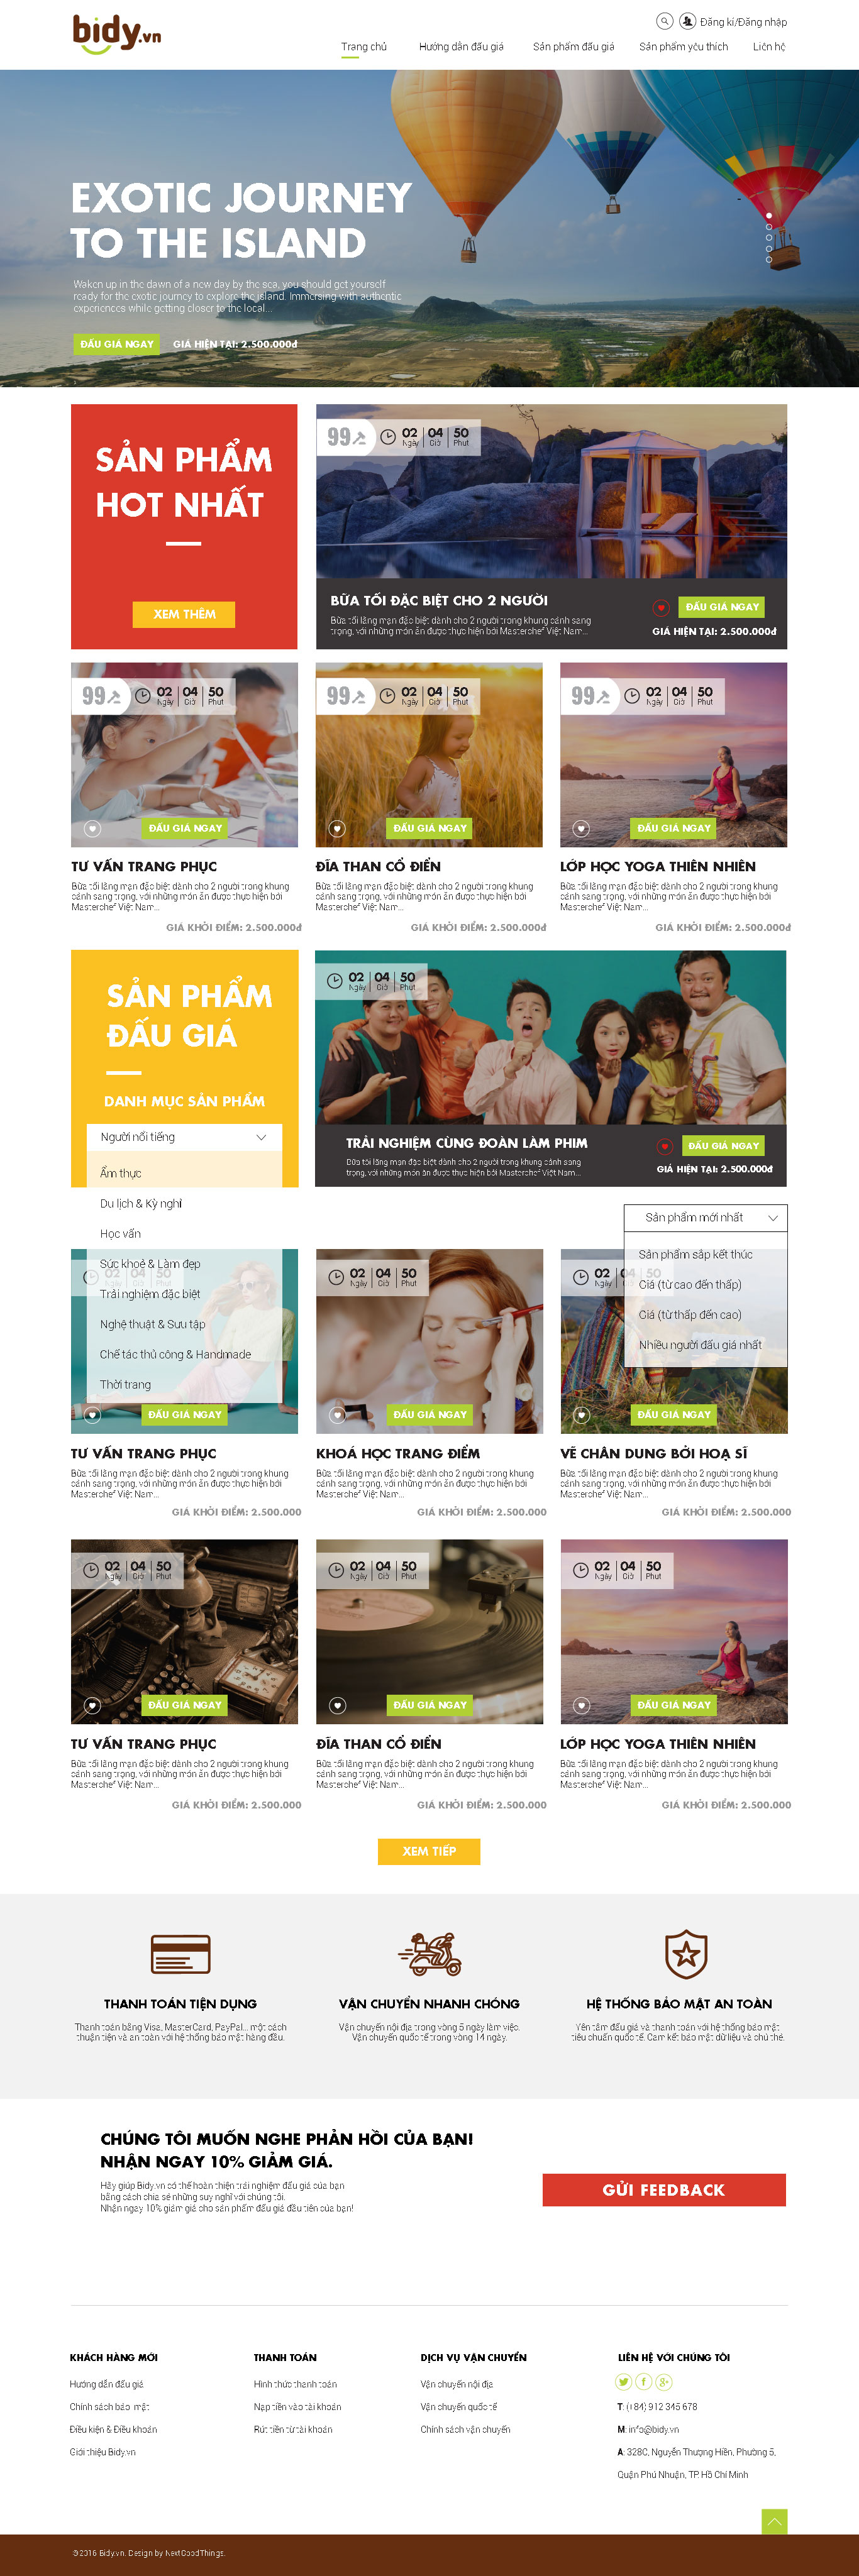 bidy.vn
Đăng kí/Đăng nhập
Trang chủ
Hướng dẫn đấu giá
Sản phẩm đấu giá
Sản phẩm yêu thích
Liên hệ
EXOTIC JOURNEY
TO THE ISLAND
Waken up in the dawn of a new day by the sea, you should get yourself
ready for the exotic journey to explore the island. Immersing with authentic
experiences while getting closer to the local...
ĐẤU GIÁ NGAY
GIÁ HIỆN TẠI: 2.500.000đ
SẢN PHẨM
HOT NHẤT
XEM THÊM
99
02 04 50
Ngày Giờ Phút
BỮA TỐI ĐẶC BIỆT CHO 2 NGƯỜI
Bữa tối lãng mạn đặc biệt dành cho 2 người trong khung cảnh sang
trọng, với những món ăn được thực hiện bởi Masterchef Việt Nam...
ĐẤU GIÁ NGAY
GIÁ HIỆN TẠI: 2.500.000đ
99
02 04 50
Ngày Giờ Phút
ĐẤU GIÁ NGAY
TƯ VẤN TRANG PHỤC
Bữa tối lãng mạn đặc biệt dành cho 2 người trong khung
cảnh sang trọng, với những món ăn được thực hiện bởi
Masterchef Việt Nam...
GIÁ KHỞI ĐIỂM: 2.500.000đ
99
02 04 50
Ngày Giờ Phút
ĐẤU GIÁ NGAY
ĐĨA THAN CỔ ĐIỂN
Bữa tối lãng mạn đặc biệt dành cho 2 người trong khung
cảnh sang trọng, với những món ăn được thực hiện bởi
Masterchef Việt Nam...
GIÁ KHỞI ĐIỂM: 2.500.000đ
99
02 04 50
Ngày Giờ Phút
ĐẤU GIÁ NGAY
LỚP HỌC YOGA THIÊN NHIÊN
Bữa tối lãng mạn đặc biệt dành cho 2 người trong khung
cảnh sang trọng, với những món ăn được thực hiện bởi
Masterchef Việt Nam...
GIÁ KHỞI ĐIỂM: 2.500.000đ
SẢN PHẨM
ĐẤU GIÁ
DANH MỤC SẢN PHẨM
Người nổi tiếng
Ẩm thực
Du lịch & Kỳ nghỉ
Học vấn
Sức khoẻ & Làm đẹp
Trải nghiệm đặc biệt
Nghệ thuật & Sưu tập
Chế tác thủ công & Handmade
Thời trang
02 04 50
Ngày Giờ Phút
TRẢI NGHIỆM CÙNG ĐOÀN LÀM PHIM
Bữa tối lãng mạn đặc biệt dành cho 2 người trong khung cảnh sang
trọng, với những món ăn được thực hiện bởi Masterchef Việt Nam...
ĐẤU GIÁ NGAY
GIÁ HIỆN TẠI: 2.500.000đ
Sản phẩm mới nhất
Sản phẩm sắp kết thúc
Giá (từ cao đến thấp)
Giá (từ thấp đến cao)
Nhiều người đấu giá nhất
02 04 50
Ngày Giờ Phút
ĐẤU GIÁ NGAY
TƯ VẤN TRANG PHỤC
Bữa tối lãng mạn đặc biệt dành cho 2 người trong khung
cảnh sang trọng, với những món ăn được thực hiện bởi
Masterchef Việt Nam...
GIÁ KHỞI ĐIỂM: 2.500.000
02 04 50
Ngày Giờ Phút
ĐẤU GIÁ NGAY
KHOÁ HỌC TRANG ĐIỂM
Bữa tối lãng mạn đặc biệt dành cho 2 người trong khung
cảnh sang trọng, với những món ăn được thực hiện bởi
Masterchef Việt Nam...
GIÁ KHỞI ĐIỂM: 2.500.000
02 04 50
Ngày Giờ Phút
ĐẤU GIÁ NGAY
VẼ CHÂN DUNG BỞI HOẠ SĨ
Bữa tối lãng mạn đặc biệt dành cho 2 người trong khung
cảnh sang trọng, với những món ăn được thực hiện bởi
Masterchef Việt Nam...
GIÁ KHỞI ĐIỂM: 2.500.000
02 04 50
Ngày Giờ Phút
ĐẤU GIÁ NGAY
TƯ VẤN TRANG PHỤC
Bữa tối lãng mạn đặc biệt dành cho 2 người trong khung
cảnh sang trọng, với những món ăn được thực hiện bởi
Masterchef Việt Nam...
GIÁ KHỞI ĐIỂM: 2.500.000
02 04 50
Ngày Giờ Phút
ĐẤU GIÁ NGAY
ĐĨA THAN CỔ ĐIỂN
Bữa tối lãng mạn đặc biệt dành cho 2 người trong khung
cảnh sang trọng, với những món ăn được thực hiện bởi
Masterchef Việt Nam...
GIÁ KHỞI ĐIỂM: 2.500.000
02 04 50
Ngày Giờ Phút
ĐẤU GIÁ NGAY
LỚP HỌC YOGA THIÊN NHIÊN
Bữa tối lãng mạn đặc biệt dành cho 2 người trong khung
cảnh sang trọng, với những món ăn được thực hiện bởi
Masterchef Việt Nam...
GIÁ KHỞI ĐIỂM: 2.500.000
XEM TIẾP
THANH TOÁN TIỆN DỤNG
Thanh toán bằng Visa, MasterCard, PayPal... một cách
thuận tiện và an toàn với hệ thống bảo mật hàng đầu.
VẬN CHUYỂN NHANH CHÓNG
Vận chuyển nội địa trong vòng 5 ngày làm việc.
Vận chuyển quốc tế trong vòng 14 ngày.
HỆ THỐNG BẢO MẬT AN TOÀN
Yên tâm đấu giá và thanh toán với hệ thống bảo mật
tiêu chuẩn quốc tế. Cam kết bảo mật dữ liệu và chủ thẻ.
CHÚNG TÔI MUỐN NGHE PHẢN HỒI CỦA BẠN!
NHẬN NGAY 10% GIẢM GIÁ.
Hãy giúp Bidy.vn có thể hoàn thiện trải nghiệm đấu giá của bạn
bằng cách chia sẻ những suy nghĩ với chúng tôi.
Nhận ngay 10% giảm giá cho sản phẩm đấu giá đầu tiên của bạn!
GỬI FEEDBACK
KHÁCH HÀNG MỚI
Hướng dẫn đấu giá
Chính sách bảo mật
Điều kiện & Điều khoản
Giới thiệu Bidy.vn
THANH TOÁN
Hình thức thanh toán
Nạp tiền vào tài khoản
Rút tiền từ tài khoản
DỊCH VỤ VẬN CHUYỂN
Vận chuyển nội địa
Vận chuyển quốc tế
Chính sách vận chuyển
LIÊN HỆ VỚI CHÚNG TÔI
T: (+84) 912 345 678
M: info@bidy.vn
A: 328C, Nguyễn Thượng Hiền, Phường 5,
Quận Phú Nhuận, TP. Hồ Chí Minh
©2016 Bidy.vn. Design by NextGoodThings.